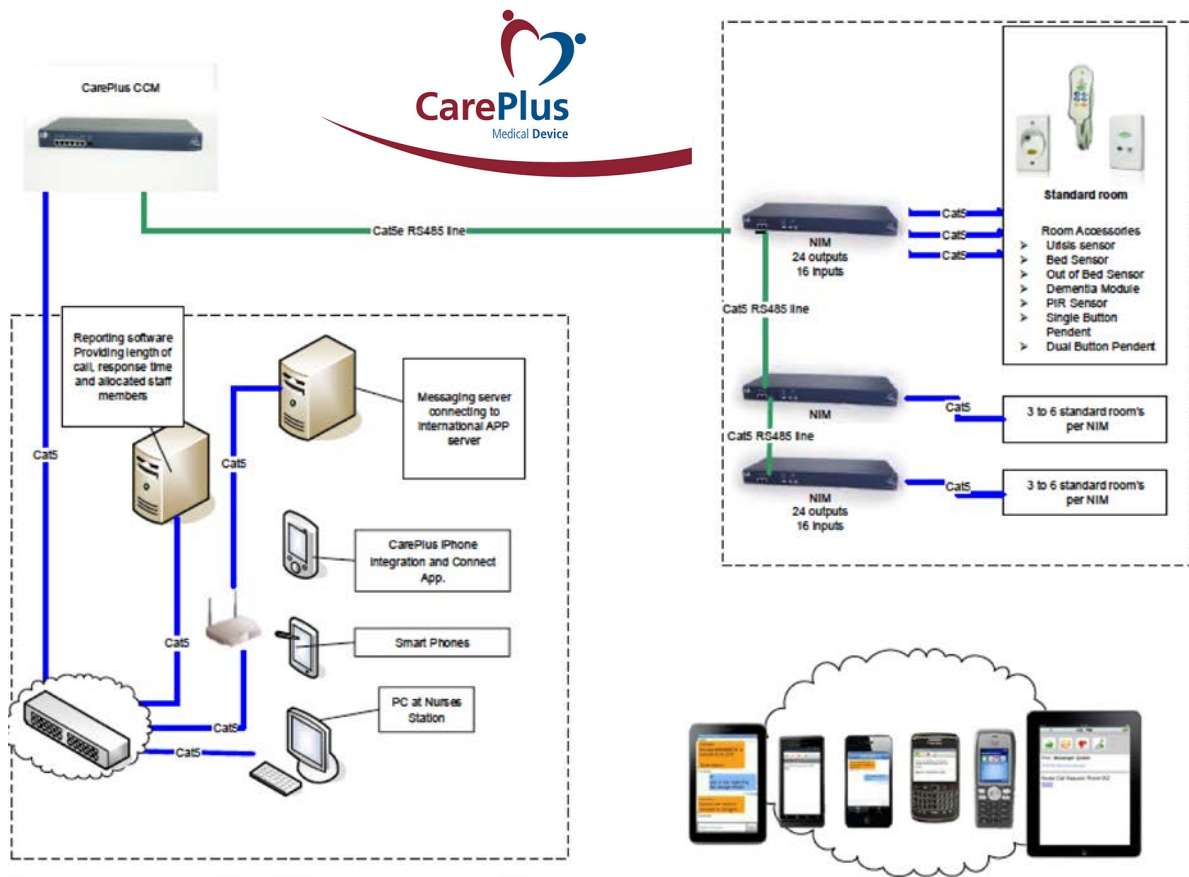 CarePlus CCM
CarePlus
Medical Device
Cat5e RS485 line
NIM
24 outputs
16 Inputs
Cat5
Cat5
Cat5
Standard room
Room Accessories
Urisis sensor
Bed Sensor
Out of Bed Sensor
Dementia Module
PIR Sensor
Single Button
Pendent
Dual Button Pendent
Cat5 RS485 line
NIM
Cat5
3 to 6 standard room's
per NIM
Cat5 RS485 line
NIM
24 outputs
16 Inputs
Cat5
3 to 6 standard room's
per NIM
Cat5
Reporting software
Providing length of
call, response time
and allocated staff
members
Messaging server
connecting to
International APP
server
Cat5
CarePlus iPhone
Integration and Connect
App.
Cat5
Smart Phones
PC at Nurses
Station
Cat5
Cat5